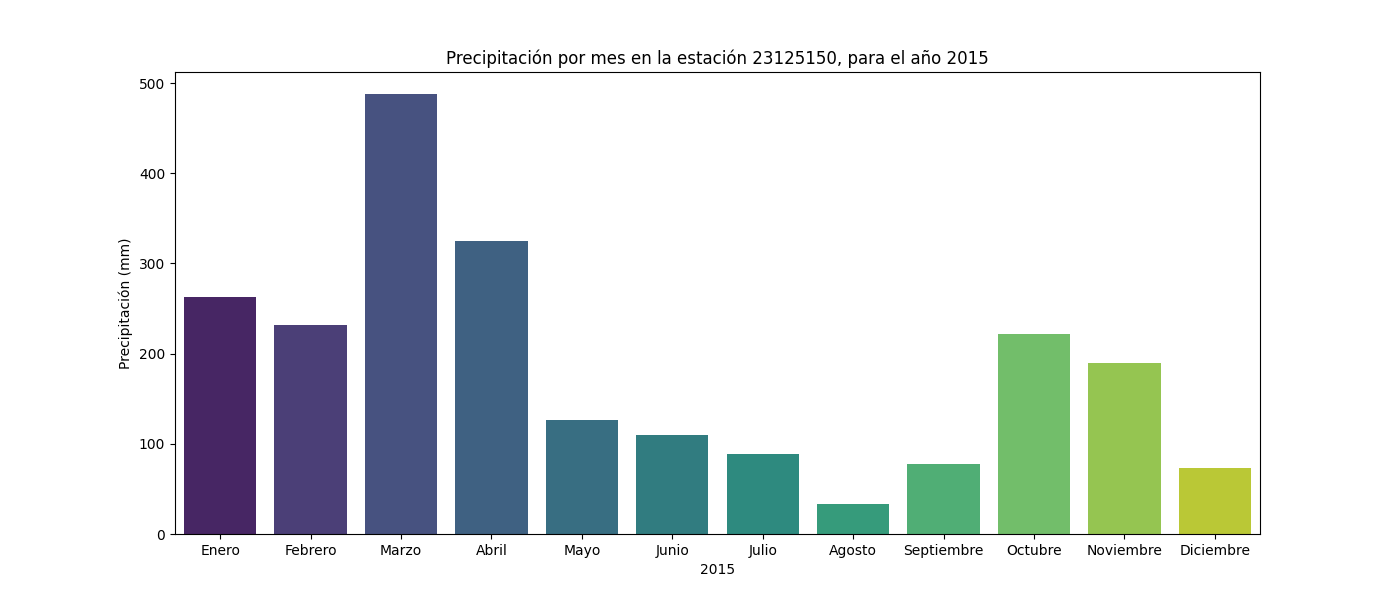 Precipitación por mes en la estación 23125150, para el año 2015
500
400
300
200
100
0
Precipitación (mm)
Enero Febrero Marzo Abril Mayo Junio Julio Agosto Septiembre Octubre Noviembre Diciembre
2015